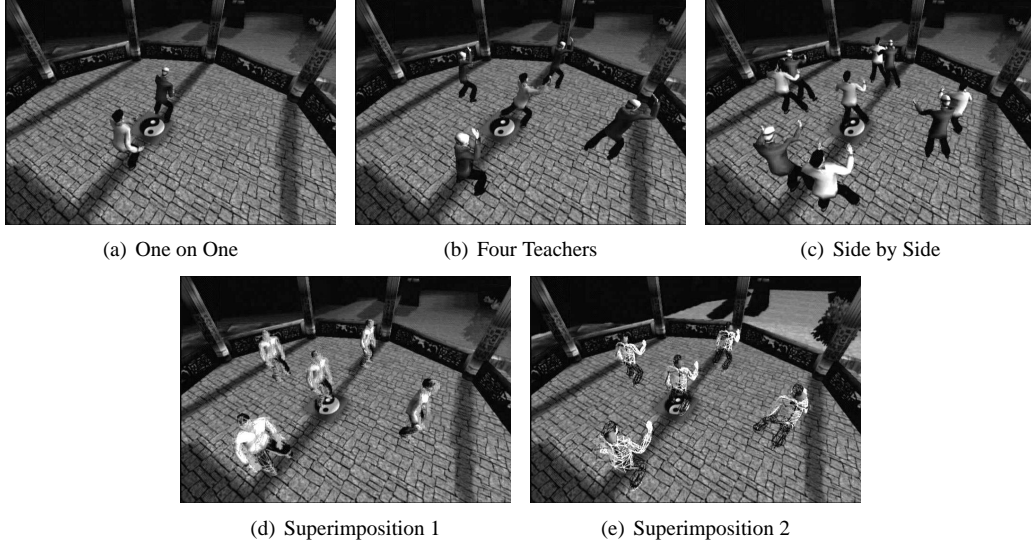 (a) One on One
(b) Four Teachers
(c) Side by Side
(d) Superimposition 1
(e) Superimposition 2